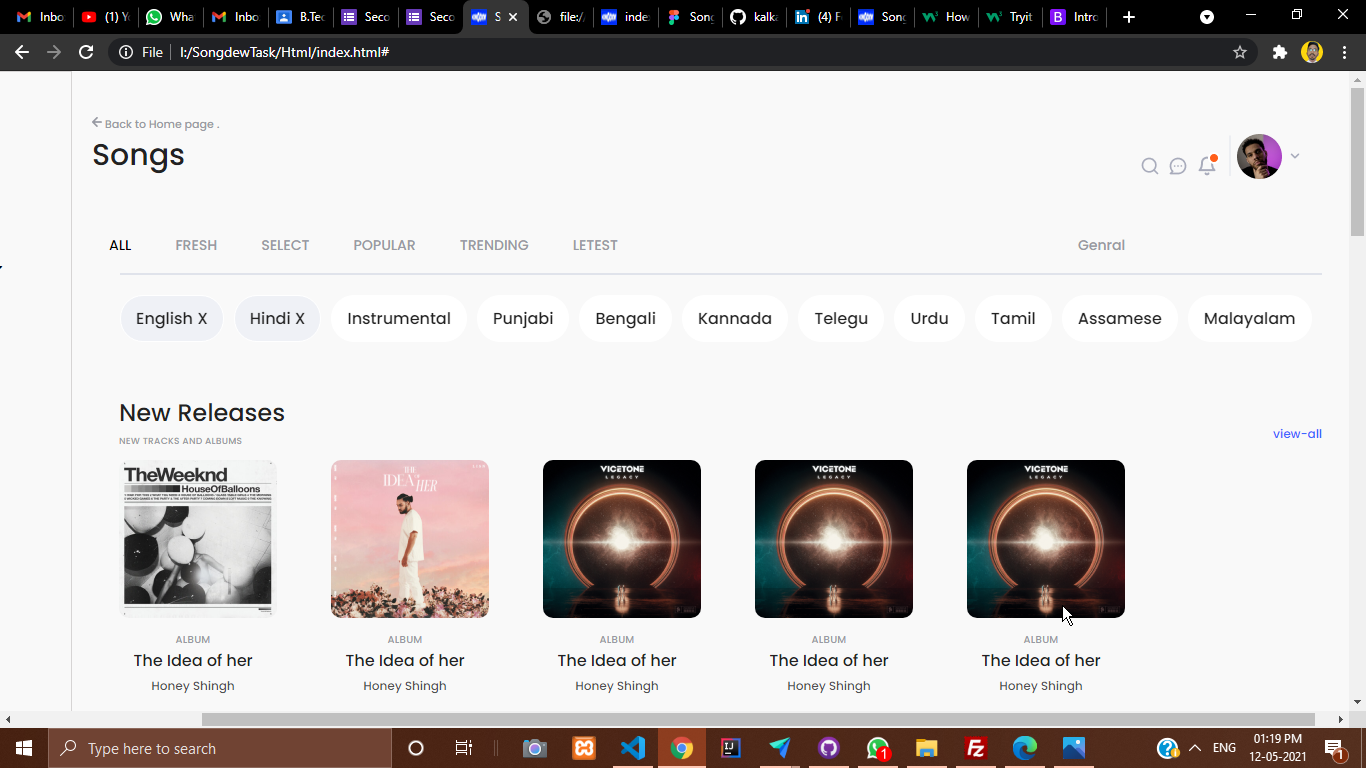 Inbo
(1) Y
Wha
Inbo
B.Tec
Seco
Seco
S
file:/
index
Song
kalka
(4) F
Song
How
Tryit
Intro
File
I:/SongdewTask/Html/index.html#
Back to Home page .
Songs
ALL FRESH SELECT POPULAR TRENDING LETEST Genral
English X Hindi X Instrumental Punjabi Bengali Kannada Telegu Urdu Tamil Assamese Malayalam
New Releases
NEW TRACKS AND ALBUMS
view-all
TheWeeknd
HouseOfBalloons
THE IDEA of HER
VICETONE
LEGACY
VICETONE
LEGACY
VICETONE
LEGACY
ALBUM ALBUM ALBUM ALBUM ALBUM
The Idea of her The Idea of her The Idea of her The Idea of her The Idea of her
Honey Shingh Honey Shingh Honey Shingh Honey Shingh Honey Shingh
Type here to search
1
ENG
01:19 PM
12-05-2021
1